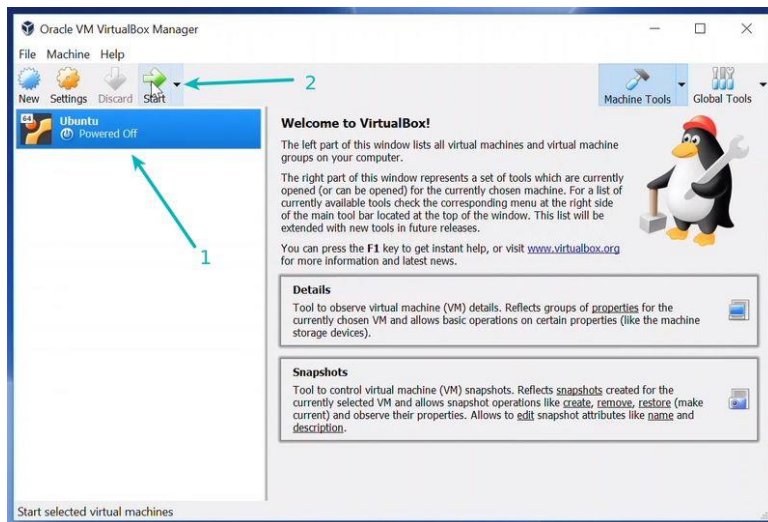 Oracle VM VirtualBox Manager
File Machine Help
New Settings Discard Start
2
Machine Tools Global Tools
64
Ubuntu
Powered Off
1
Welcome to VirtualBox!
The left part of this window lists all virtual machines and virtual machine
groups on your computer.
The right part of this window represents a set of tools which are currently
opened (or can be opened) for the currently chosen machine. For a list of
currently available tools check the corresponding menu at the right side
of the main tool bar located at the top of the window. This list will be
extended with new tools in future releases.
You can press the F1 key to get instant help, or visit www.virtualbox.org
for more information and latest news.
Details
Tool to observe virtual machine (VM) details. Reflects groups of properties for the
currently chosen VM and allows basic operations on certain properties (like the machine
storage devices).
Snapshots
Tool to control virtual machine (VM) snapshots. Reflects snapshots created for the
currently selected VM and allows snapshot operations like create, remove, restore (make
current) and observe their properties. Allows to edit snapshot attributes like name and
description.
Start selected virtual machines